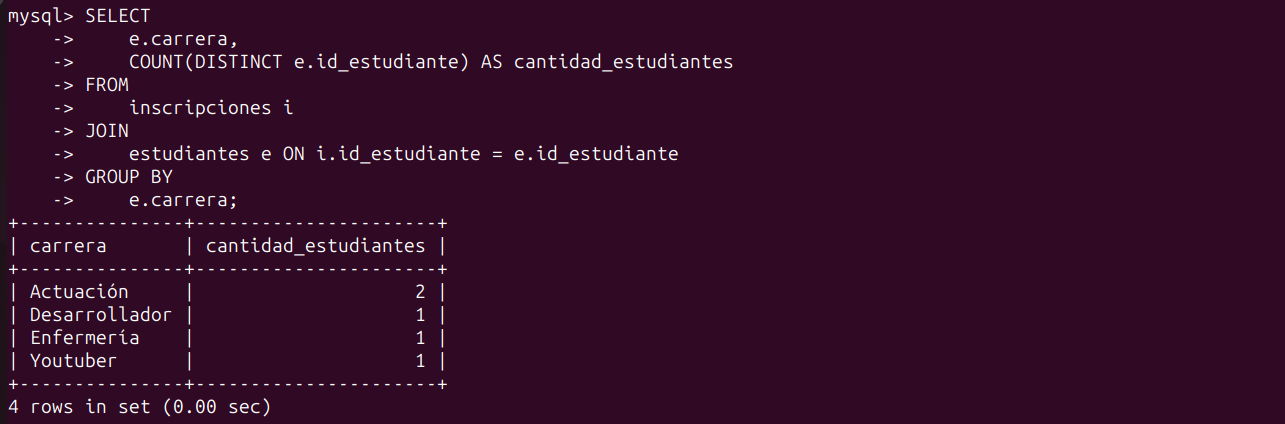 mysql> SELECT
    ->     e.carrera,
    ->     COUNT(DISTINCT e.id_estudiante) AS cantidad_estudiantes
    -> FROM
    ->     inscripciones i
    -> JOIN
    ->     estudiantes e ON i.id_estudiante = e.id_estudiante
    -> GROUP BY
    ->     e.carrera;
+---------------+----------------------+
| carrera       | cantidad_estudiantes |
+---------------+----------------------+
| Actuación     |                    2 |
| Desarrollador |                    1 |
| Enfermería    |                    1 |
| Youtuber      |                    1 |
+---------------+----------------------+
4 rows in set (0.00 sec)